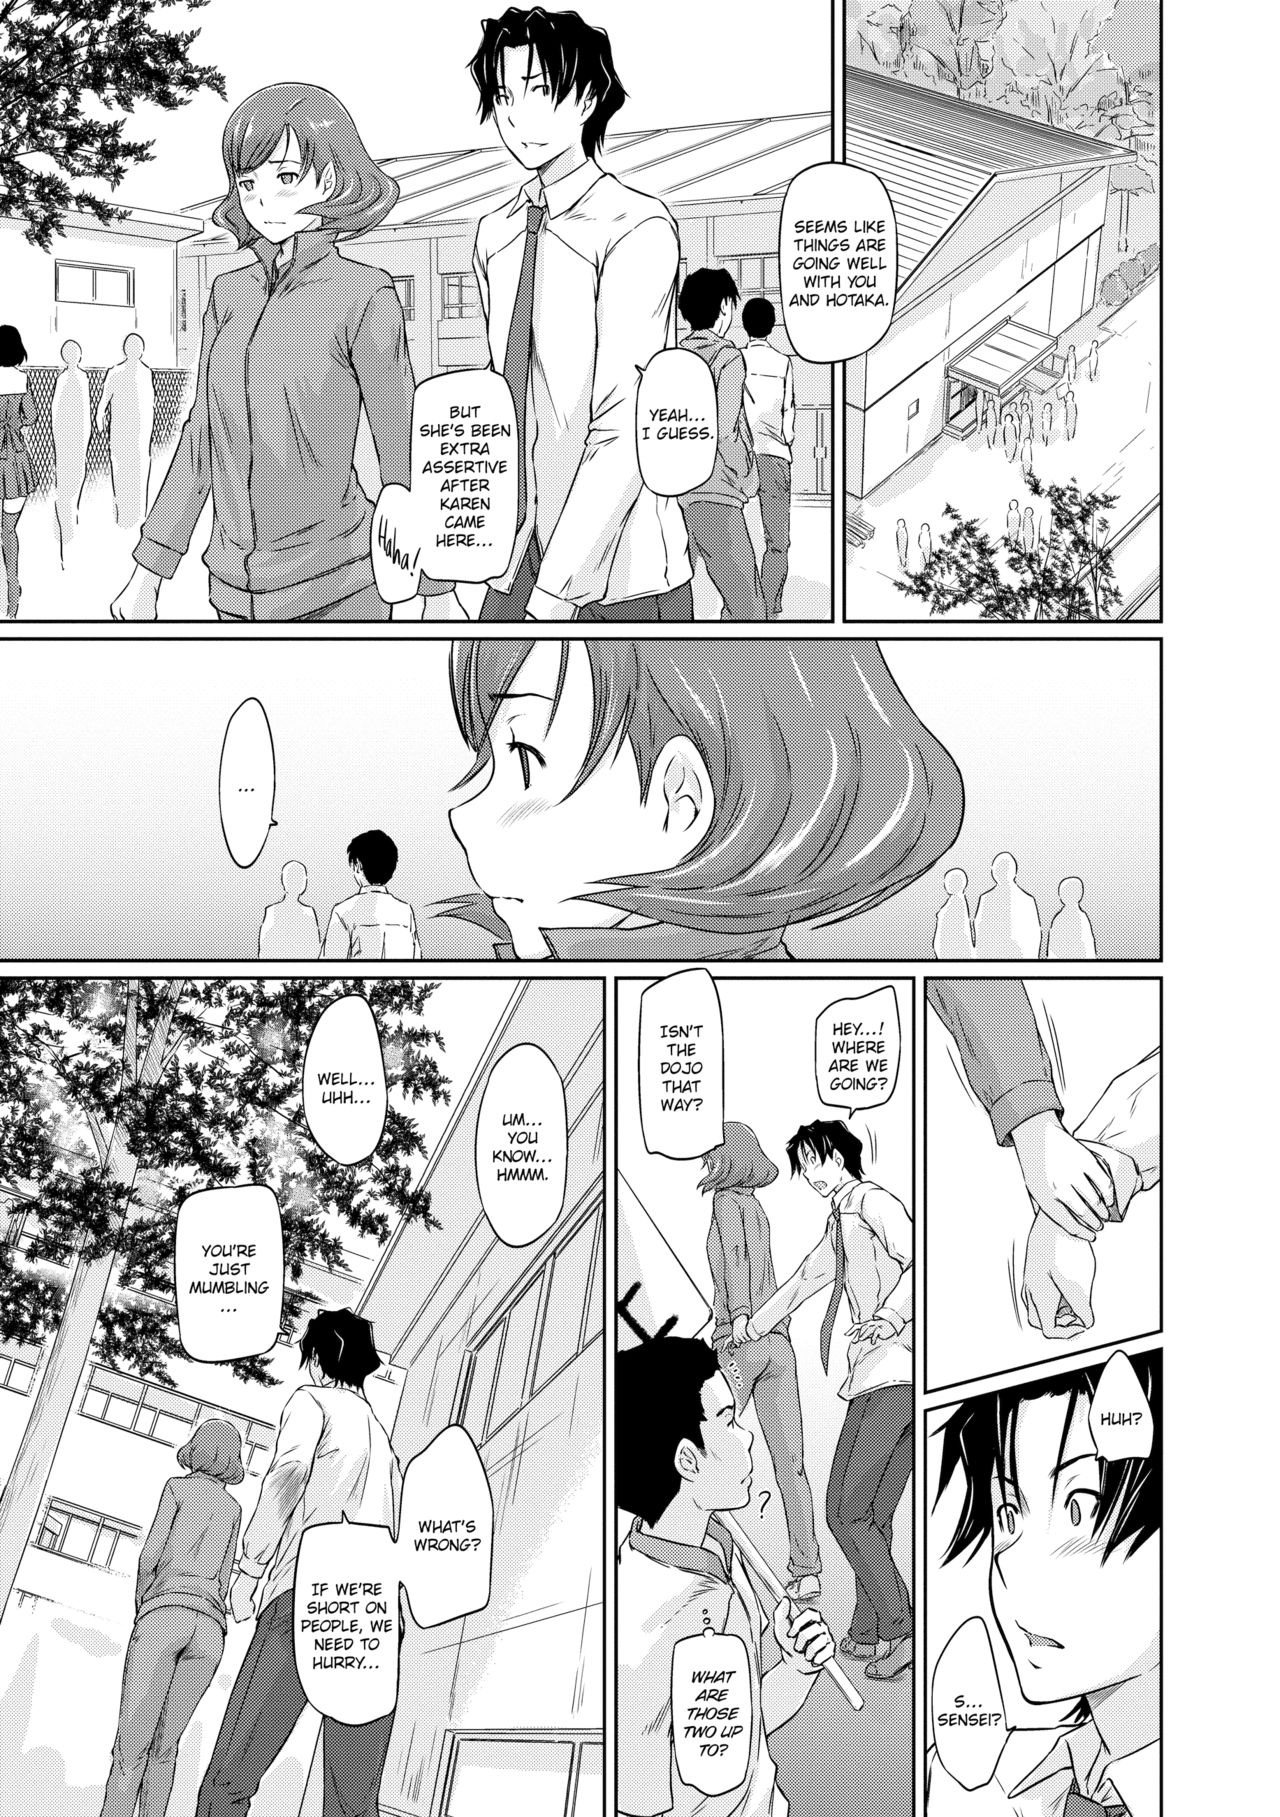 SEEMS LIKE
THINGS ARE
GOING WELL
WITH YOU
AND HOTAKA.
YEAH...
I GUESS.
BUT
SHE'S BEEN
EXTRA
ASSERTIVE
AFTER
KAREN
CAME
HERE...
Haha!
...
HUH?
S...
SENSEI?
HEY...!
WHERE
ARE WE
GOING?
ISN'T
THE
DOJO
THAT
WAY?
?
WHAT
ARE
THOSE
TWO UP
TO?
UM...
YOU
KNOW...
HMMM.
WELL...
UHH...
YOU'RE
JUST
MUMBLING
...
WHAT'S
WRONG?
IF WE'RE
SHORT ON
PEOPLE, WE
NEED TO
HURRY...